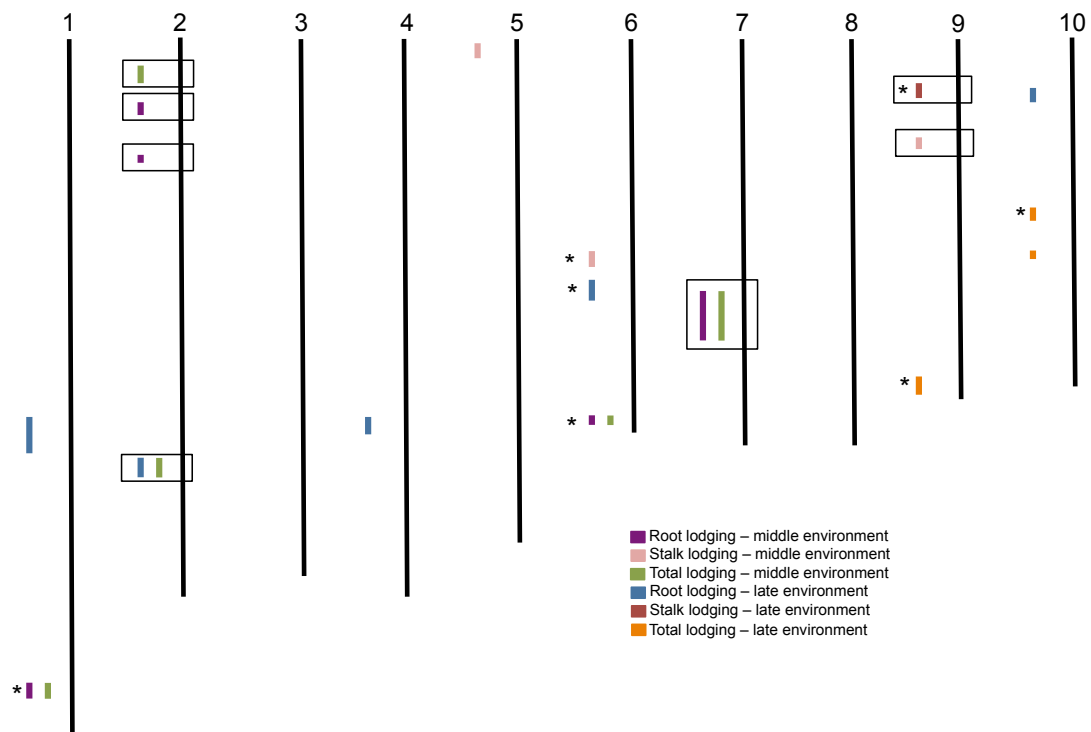 1 2 3 4 5 6 7 8 9 10
*
*
*
*
*
*
*
Root lodging – middle environment
Stalk lodging – middle environment
Total lodging – middle environment
Root lodging – late environment
Stalk lodging – late environment
Total lodging – late environment